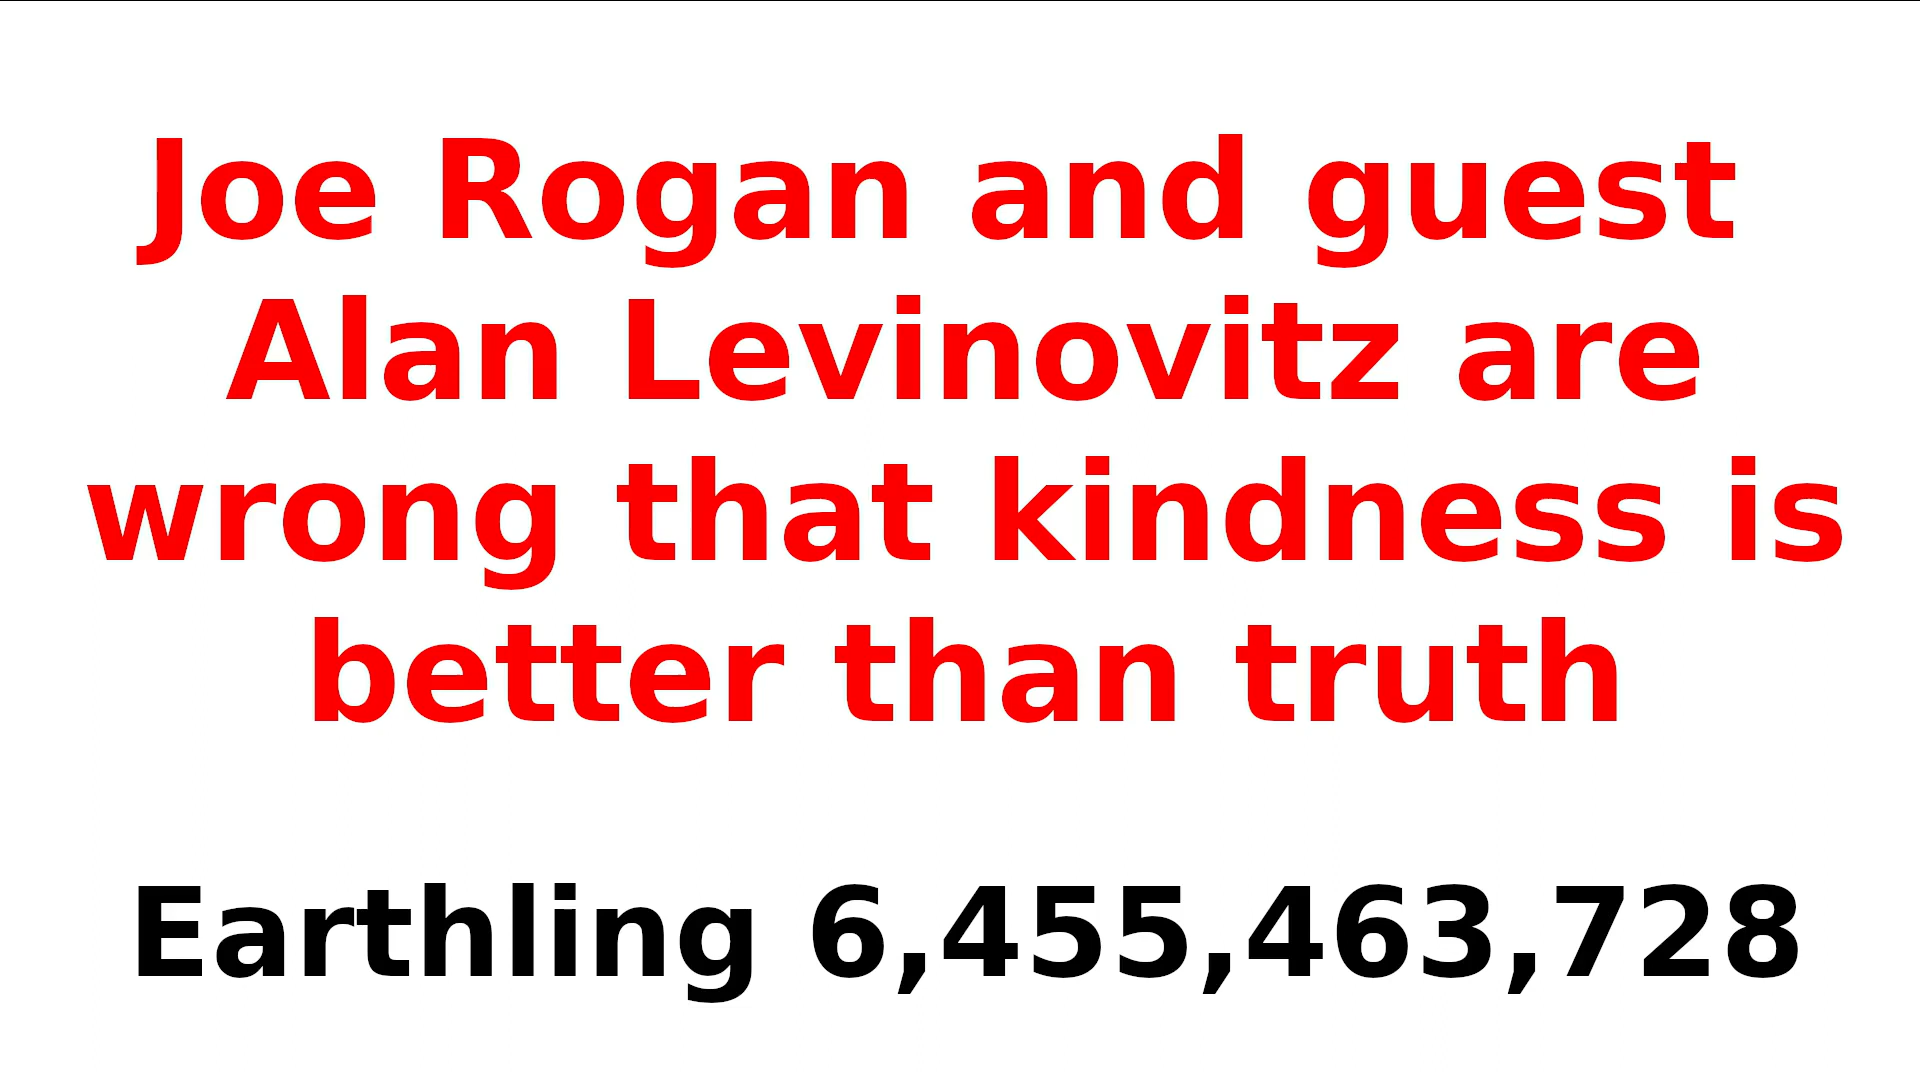 Joe Rogan and guest
Alan Levinovitz are
wrong that kindness is
better than truth
Earthling 6,455,463,728